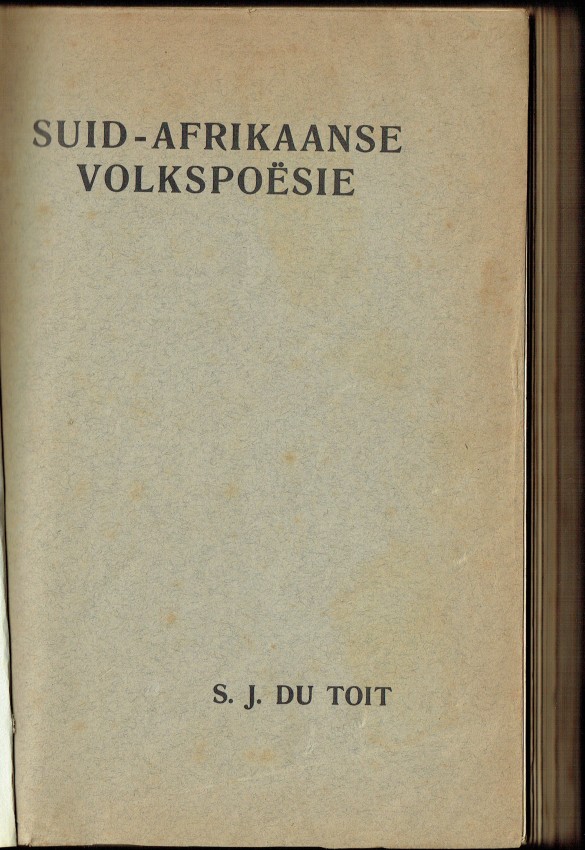 SUID-AFRIKAANSE
VOLKSPOËSIE
S. J. DU TOIT